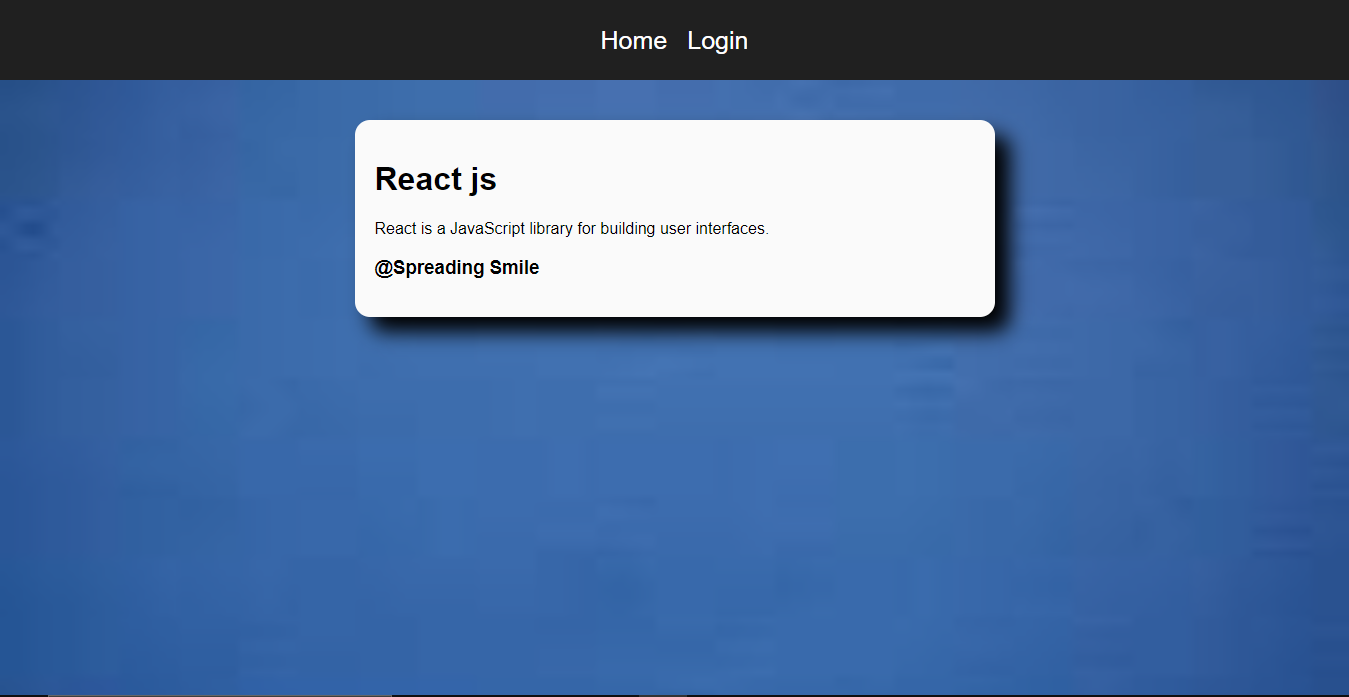 Home Login
React js
React is a JavaScript library for building user interfaces.
@Spreading Smile